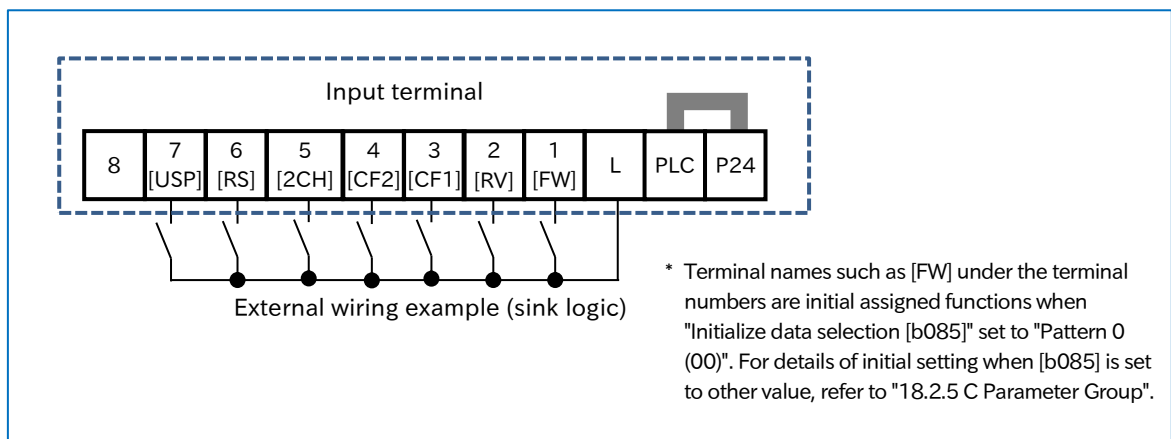 Input terminal
8 7 6 5 4 3 2 1 L PLC P24
[USP] [RS] [2CH] [CF2] [CF1] [RV] [FW]
External wiring example (sink logic)
* Terminal names such as [FW] under the terminal
numbers are initial assigned functions when
"Initialize data selection [b085]" set to "Pattern 0
(00)". For details of initial setting when [b085] is set
to other value, refer to "18.2.5 C Parameter Group".